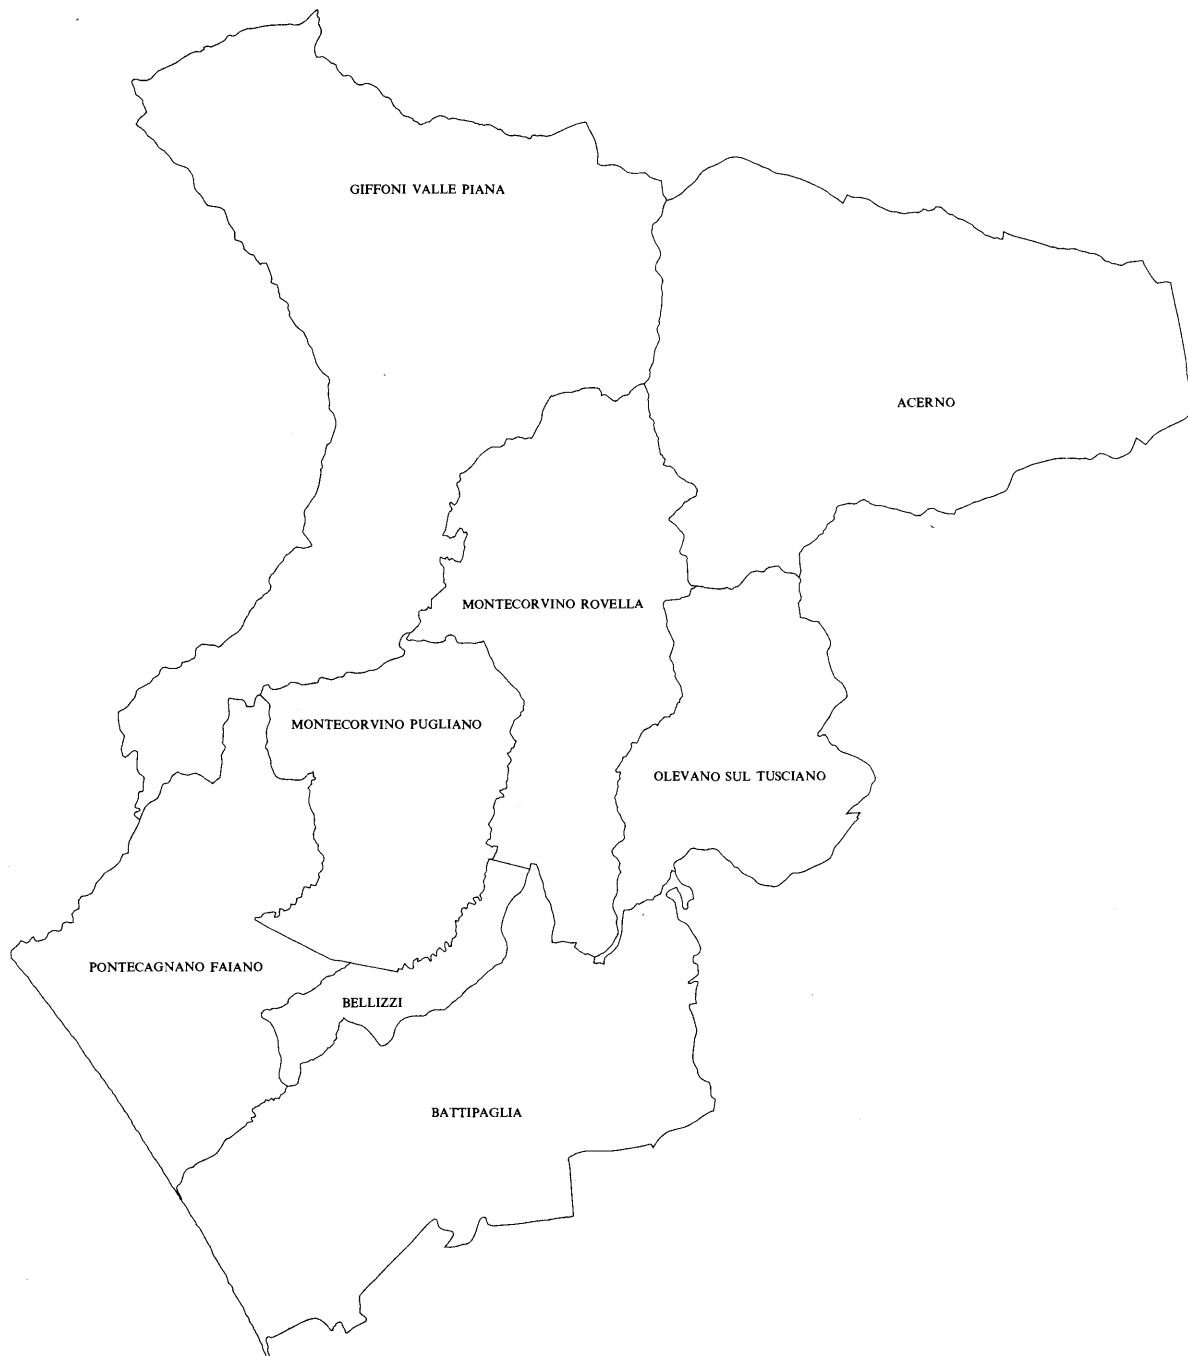 GIFFONI VALLE PIANA
ACERNO
MONTECORVINO ROVELLA
MONTECORVINO PUGLIANO
OLEVANO SUL TUSCIANO
PONTECAGNANO FAIANO
BELLIZZI
BATTIPAGLIA